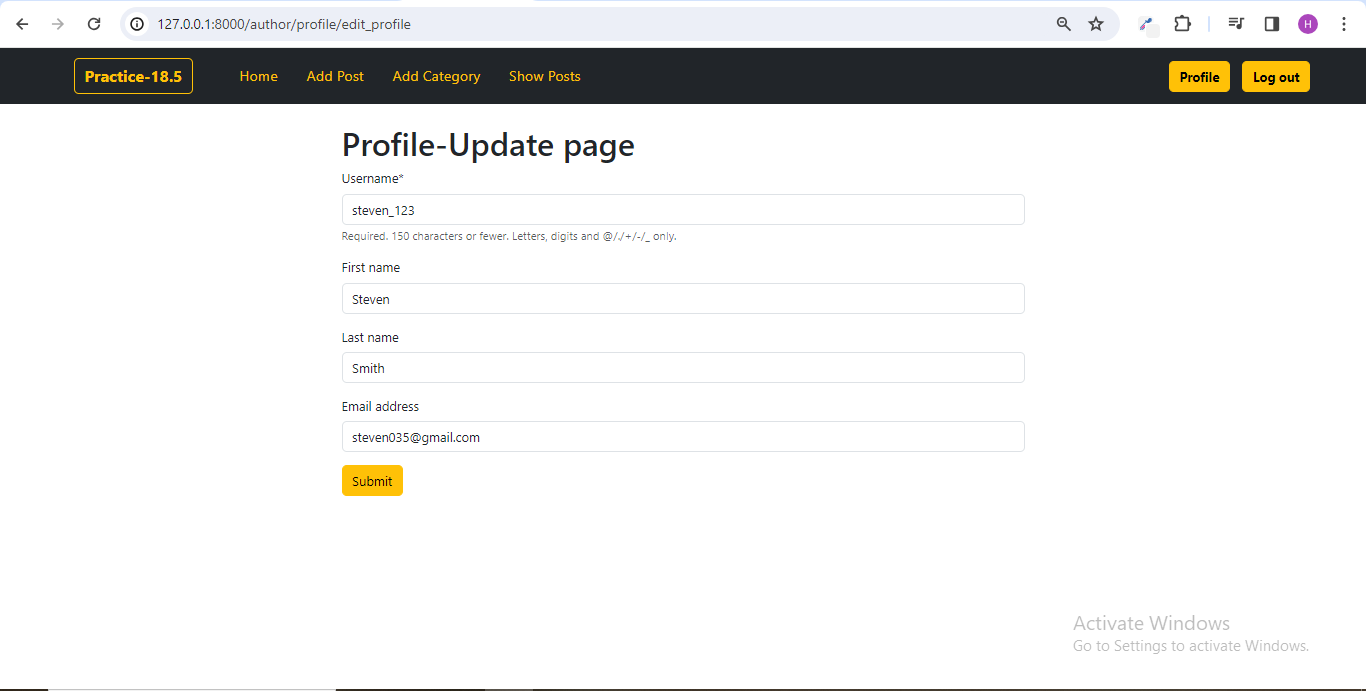 127.0.0.1:8000/author/profile/edit_profile
H
Practice-18.5 Home Add Post Add Category Show Posts Profile Log out
Profile-Update page
Username*
steven_123
Required. 150 characters or fewer. Letters, digits and @/./+/-/_ only.
First name
Steven
Last name
Smith
Email address
steven035@gmail.com
Submit
Activate Windows
Go to Settings to activate Windows.